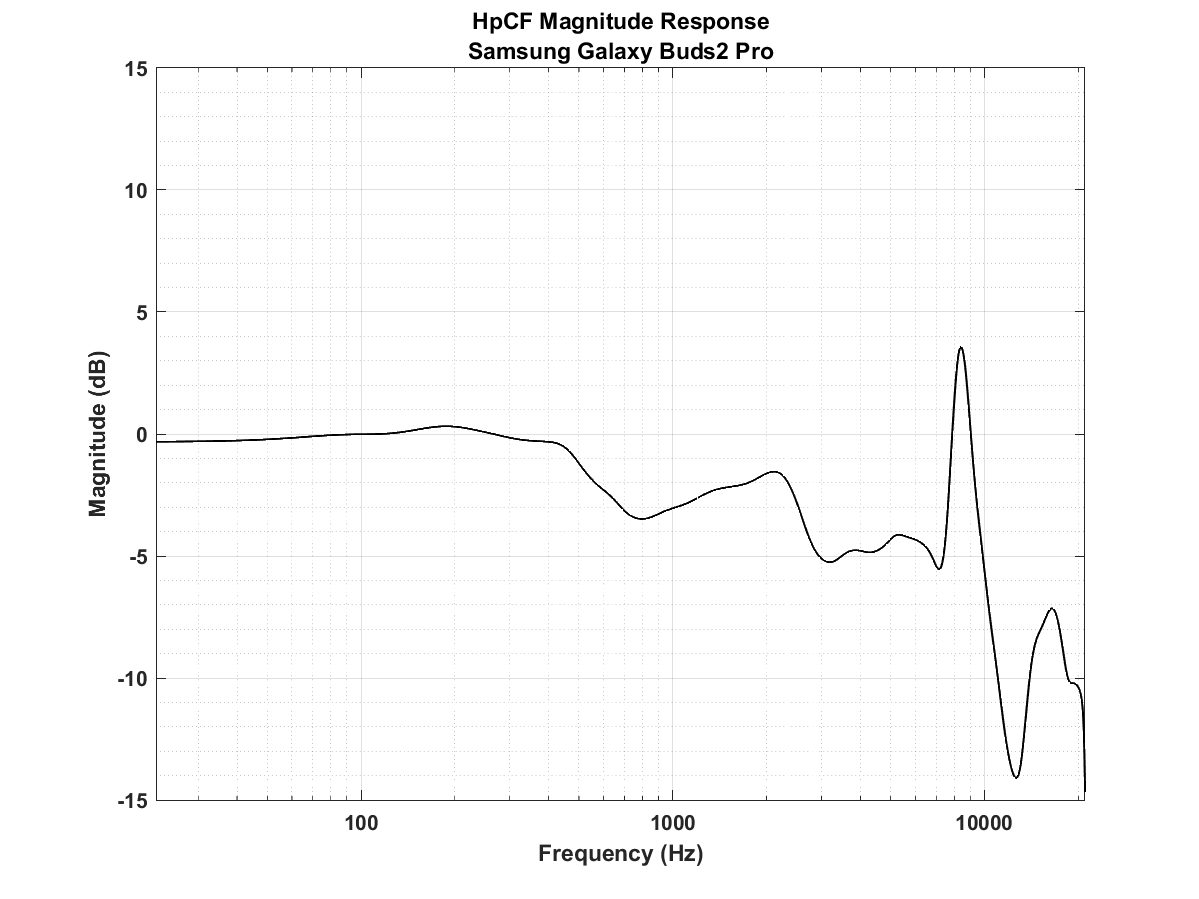 HpCF Magnitude Response
Samsung Galaxy Buds2 Pro
15
10
5
0
-5
-10
-15
Magnitude (dB)
100
1000
10000
Frequency (Hz)